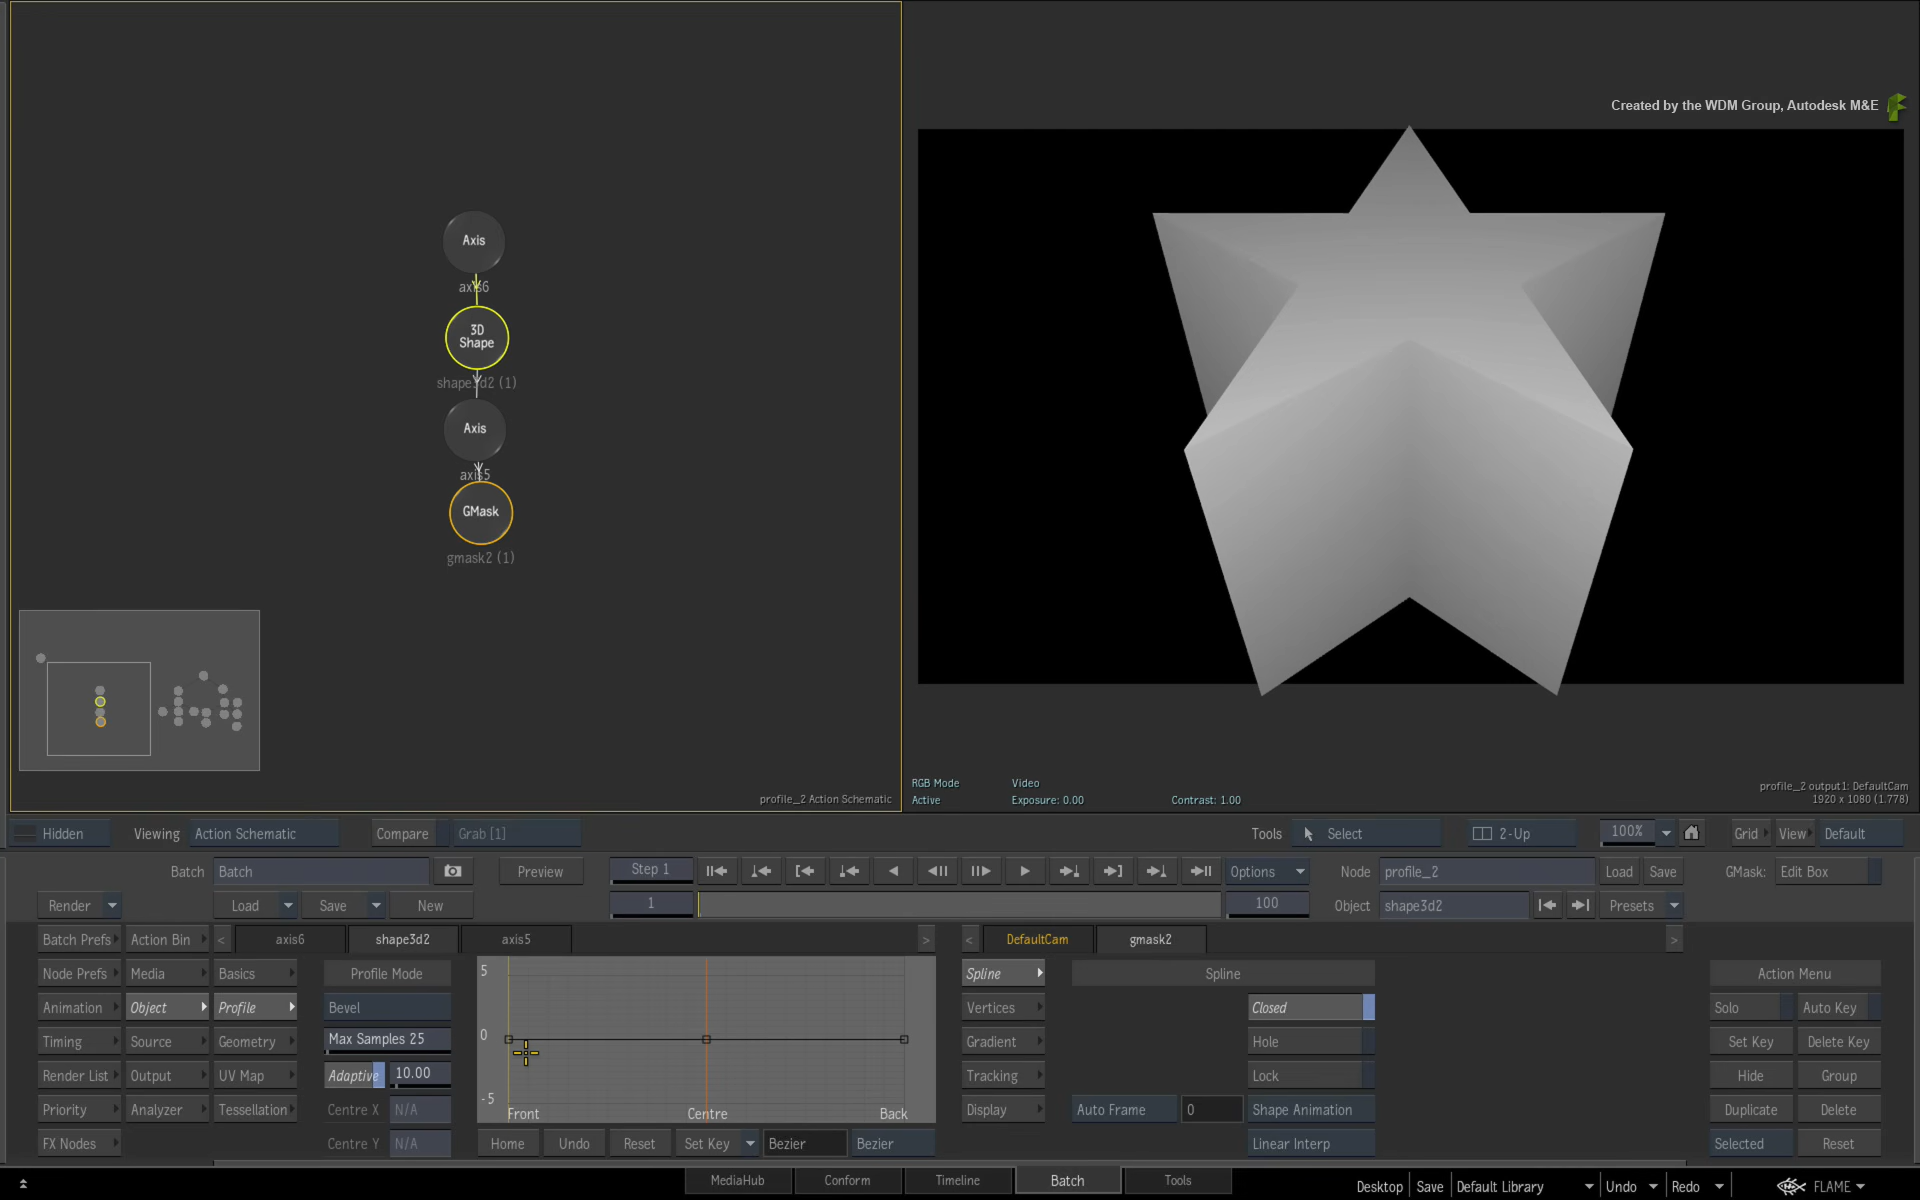 Created by the WDM Group, Autodesk M&E
Axis
axis6
3D
Shape
shape3d2 (1)
Axis
axis5
GMask
gmask2 (1)
profile_2 Action Schematic
RGB Mode Video
Active Exposure: 0.00 Contrast: 1.00
profile_2 output1: DefaultCam
1920 x 1080 (1.778)
Hidden Viewing Action Schematic Compare Grab [1] Tools Select 2-Up 100% Grid View Default
Batch Batch Preview Step 1 Options Node profile_2 Load Save GMask: Edit Box
Render Load Save New 1 100 Object shape3d2 Presets
Batch Prefs Action Bin < axis6 shape3d2 axis5 > < DefaultCam gmask2 >
Node Prefs Media Basics Profile Mode 5 Spline Spline Action Menu
Animation Object Profile Bevel Vertices Closed Solo Auto Key
Timing Source Geometry Max Samples 25 0 Gradient Hole Set Key Delete Key
Render List Output UV Map Adaptive 10.00 Tracking Lock Hide Group
Priority Analyzer Tessellation Centre X N/A -5 Front Centre Back Display Auto Frame 0 Shape Animation Duplicate Delete
FX Nodes Centre Y N/A Home Undo Reset Set Key Bezier Bezier Linear Interp Selected Reset
MediaHub Conform Timeline Batch Tools
Desktop Save Default Library Undo Redo FLAME